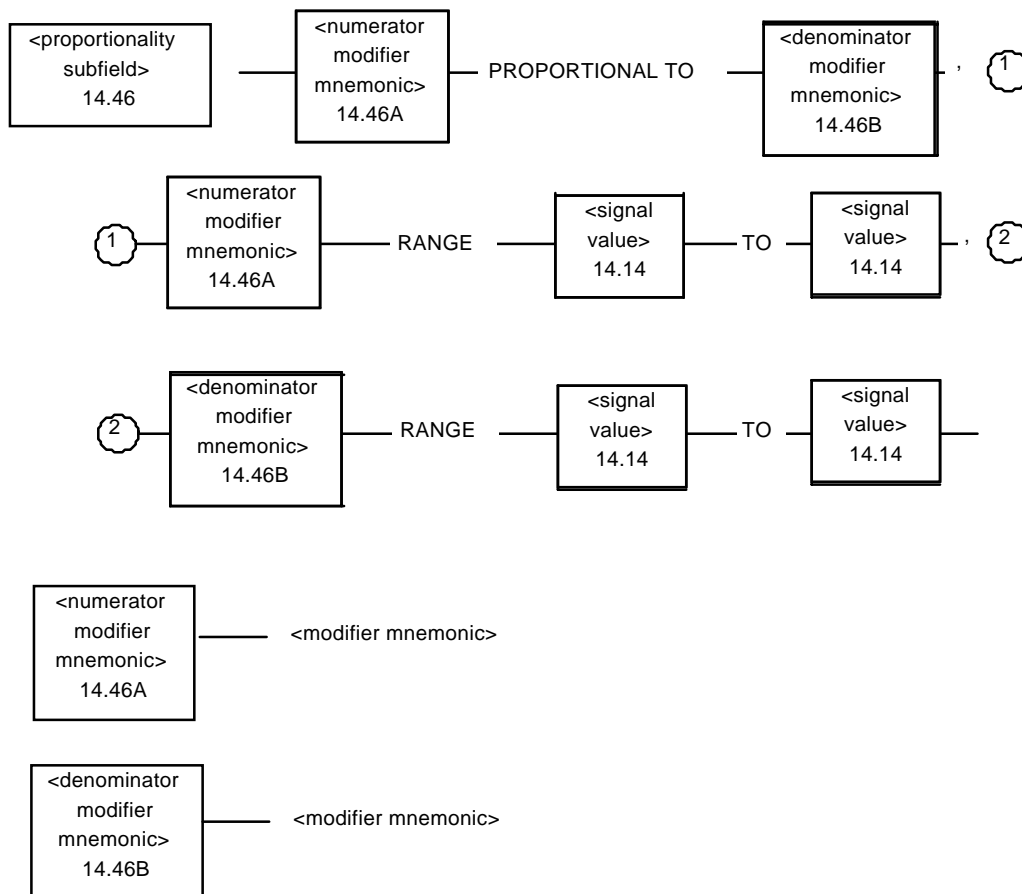 <proportionality
subfield>
14.46
<numerator
modifier
mnemonic>
14.46A
PROPORTIONAL TO
<denominator
modifier
mnemonic>
14.46B
,
1
1
<numerator
modifier
mnemonic>
14.46A
RANGE
<signal
value>
14.14
TO
<signal
value>
14.14
,
2
2
<denominator
modifier
mnemonic>
14.46B
RANGE
<signal
value>
14.14
TO
<signal
value>
14.14
<numerator
modifier
mnemonic>
14.46A
<modifier mnemonic>
<denominator
modifier
mnemonic>
14.46B
<modifier mnemonic>